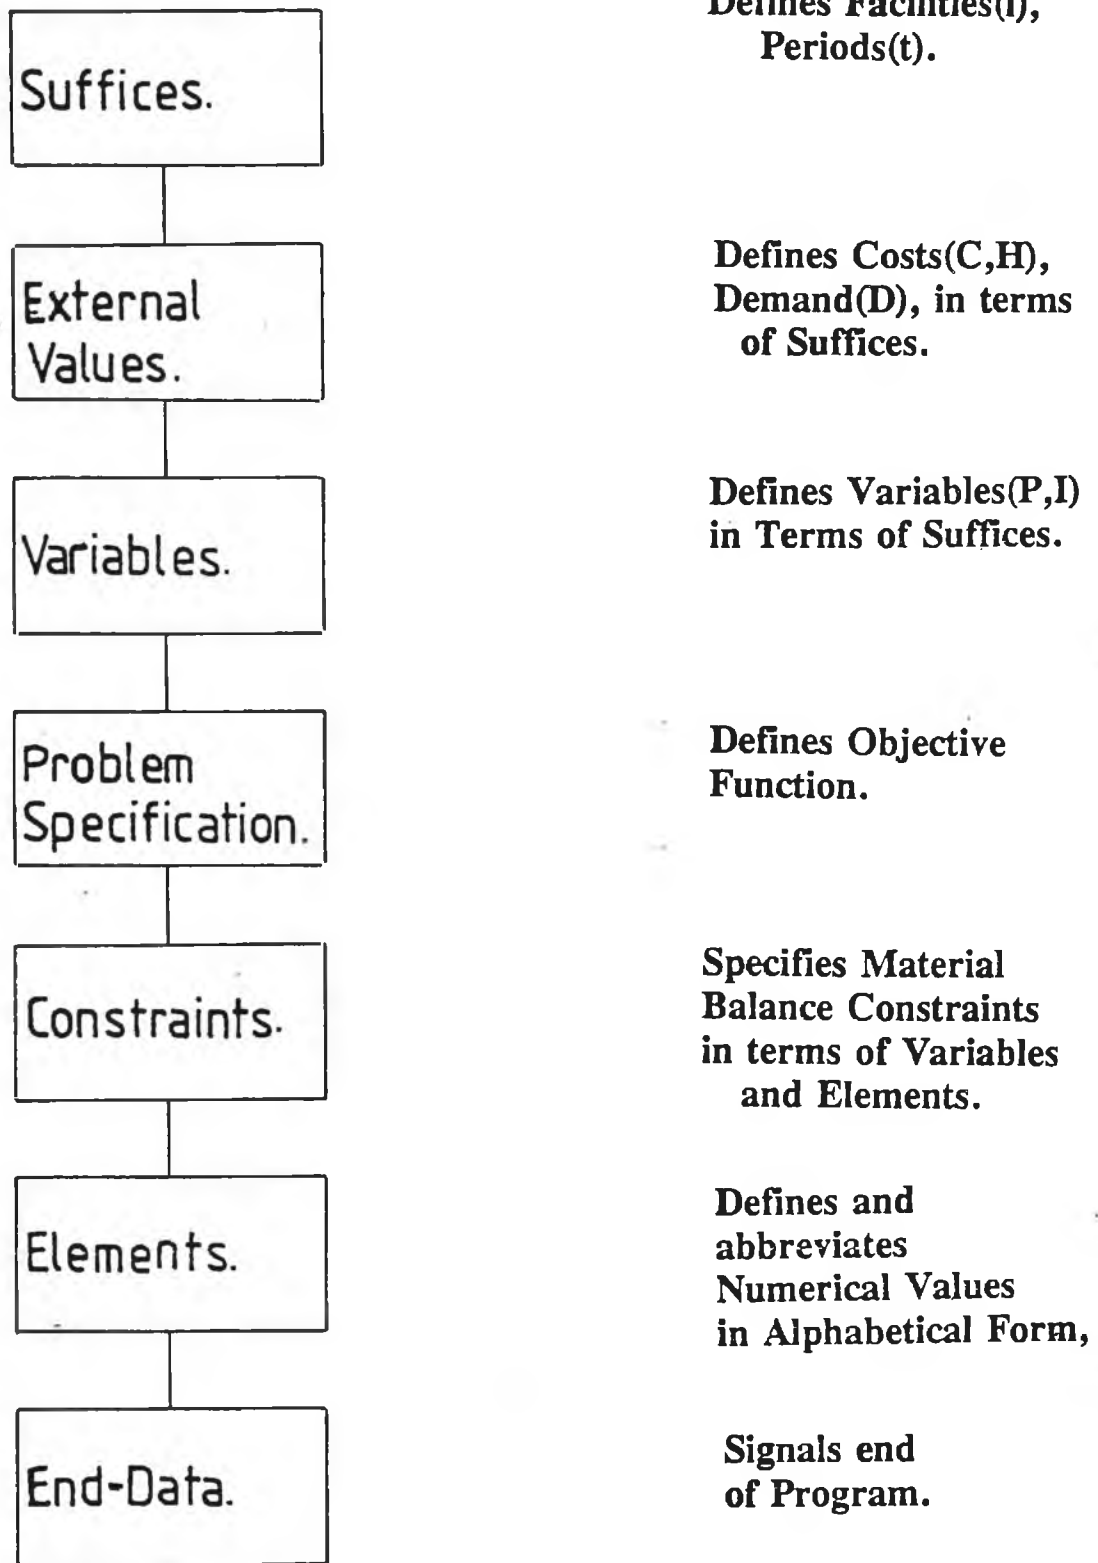 Defines Facilities(i),
Periods(t).
Suffices.
External
Values.
Defines Costs(C,H),
Demand(D), in terms
of Suffices.
Variables.
Defines Variables(P,I)
in Terms of Suffices.
Problem
Specification.
Defines Objective
Function.
Constraints.
Specifies Material
Balance Constraints
in terms of Variables
and Elements.
Elements.
Defines and
abbreviates
Numerical Values
in Alphabetical Form,
End-Data.
Signals end
of Program.